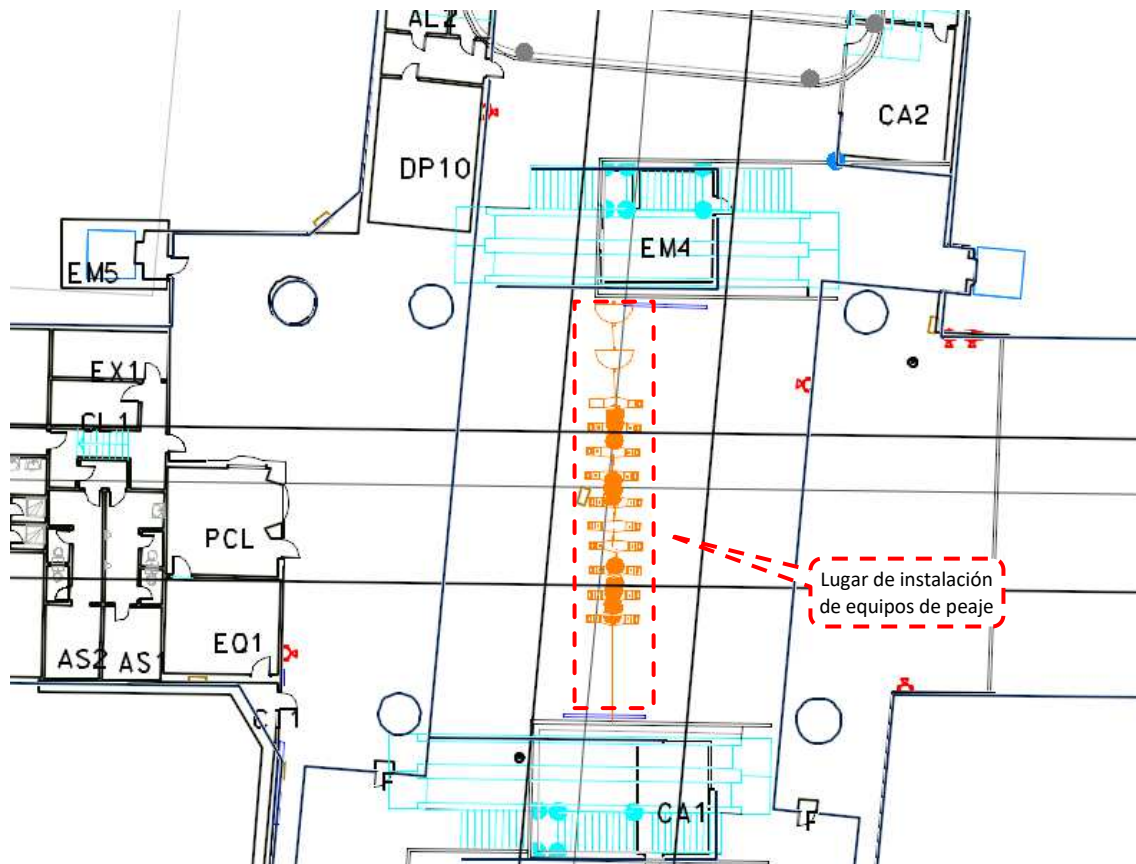 AL2
CA2
DP10
EM4
EM5
EX1
CL1
PCL
Lugar de instalación
de equipos de peaje
EQ1
AS2
AS1
F
CA1
F